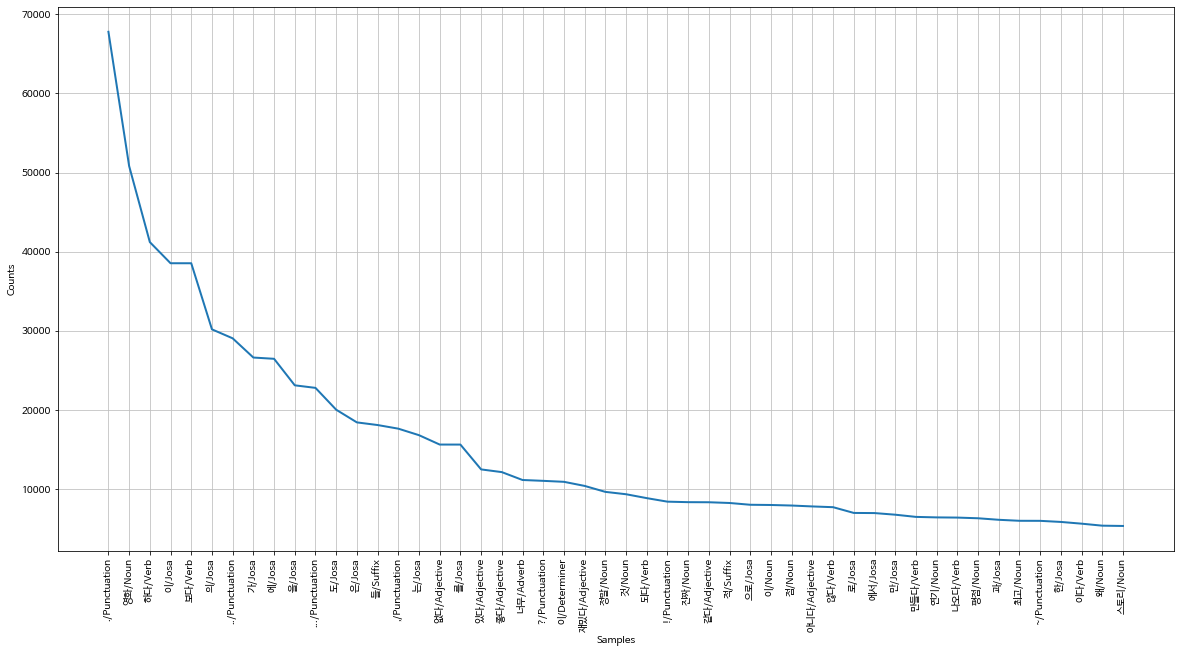 70000
60000
50000
40000
30000
20000
10000
Counts
./Punctuation
영화/Noun
하다/Verb
이/Josa
보다/Verb
의/Josa
../Punctuation
가/Josa
에/Josa
을/Josa
.../Punctuation
도/Josa
은/Josa
들/Suffix
,/Punctuation
는/Josa
없다/Adjective
를/Josa
있다/Adjective
좋다/Adjective
너무/Adverb
?/Punctuation
이/Determiner
재밌다/Adjective
정말/Noun
것/Noun
되다/Verb
!/Punctuation
진짜/Noun
같다/Adjective
적/Suffix
으로/Josa
이/Noun
점/Noun
아니다/Adjective
않다/Verb
로/Josa
에서/Josa
만/Josa
만들다/Verb
연기/Noun
나오다/Verb
평점/Noun
과/Josa
최고/Noun
~/Punctuation
한/Josa
이다/Verb
왜/Noun
스토리/Noun
Samples